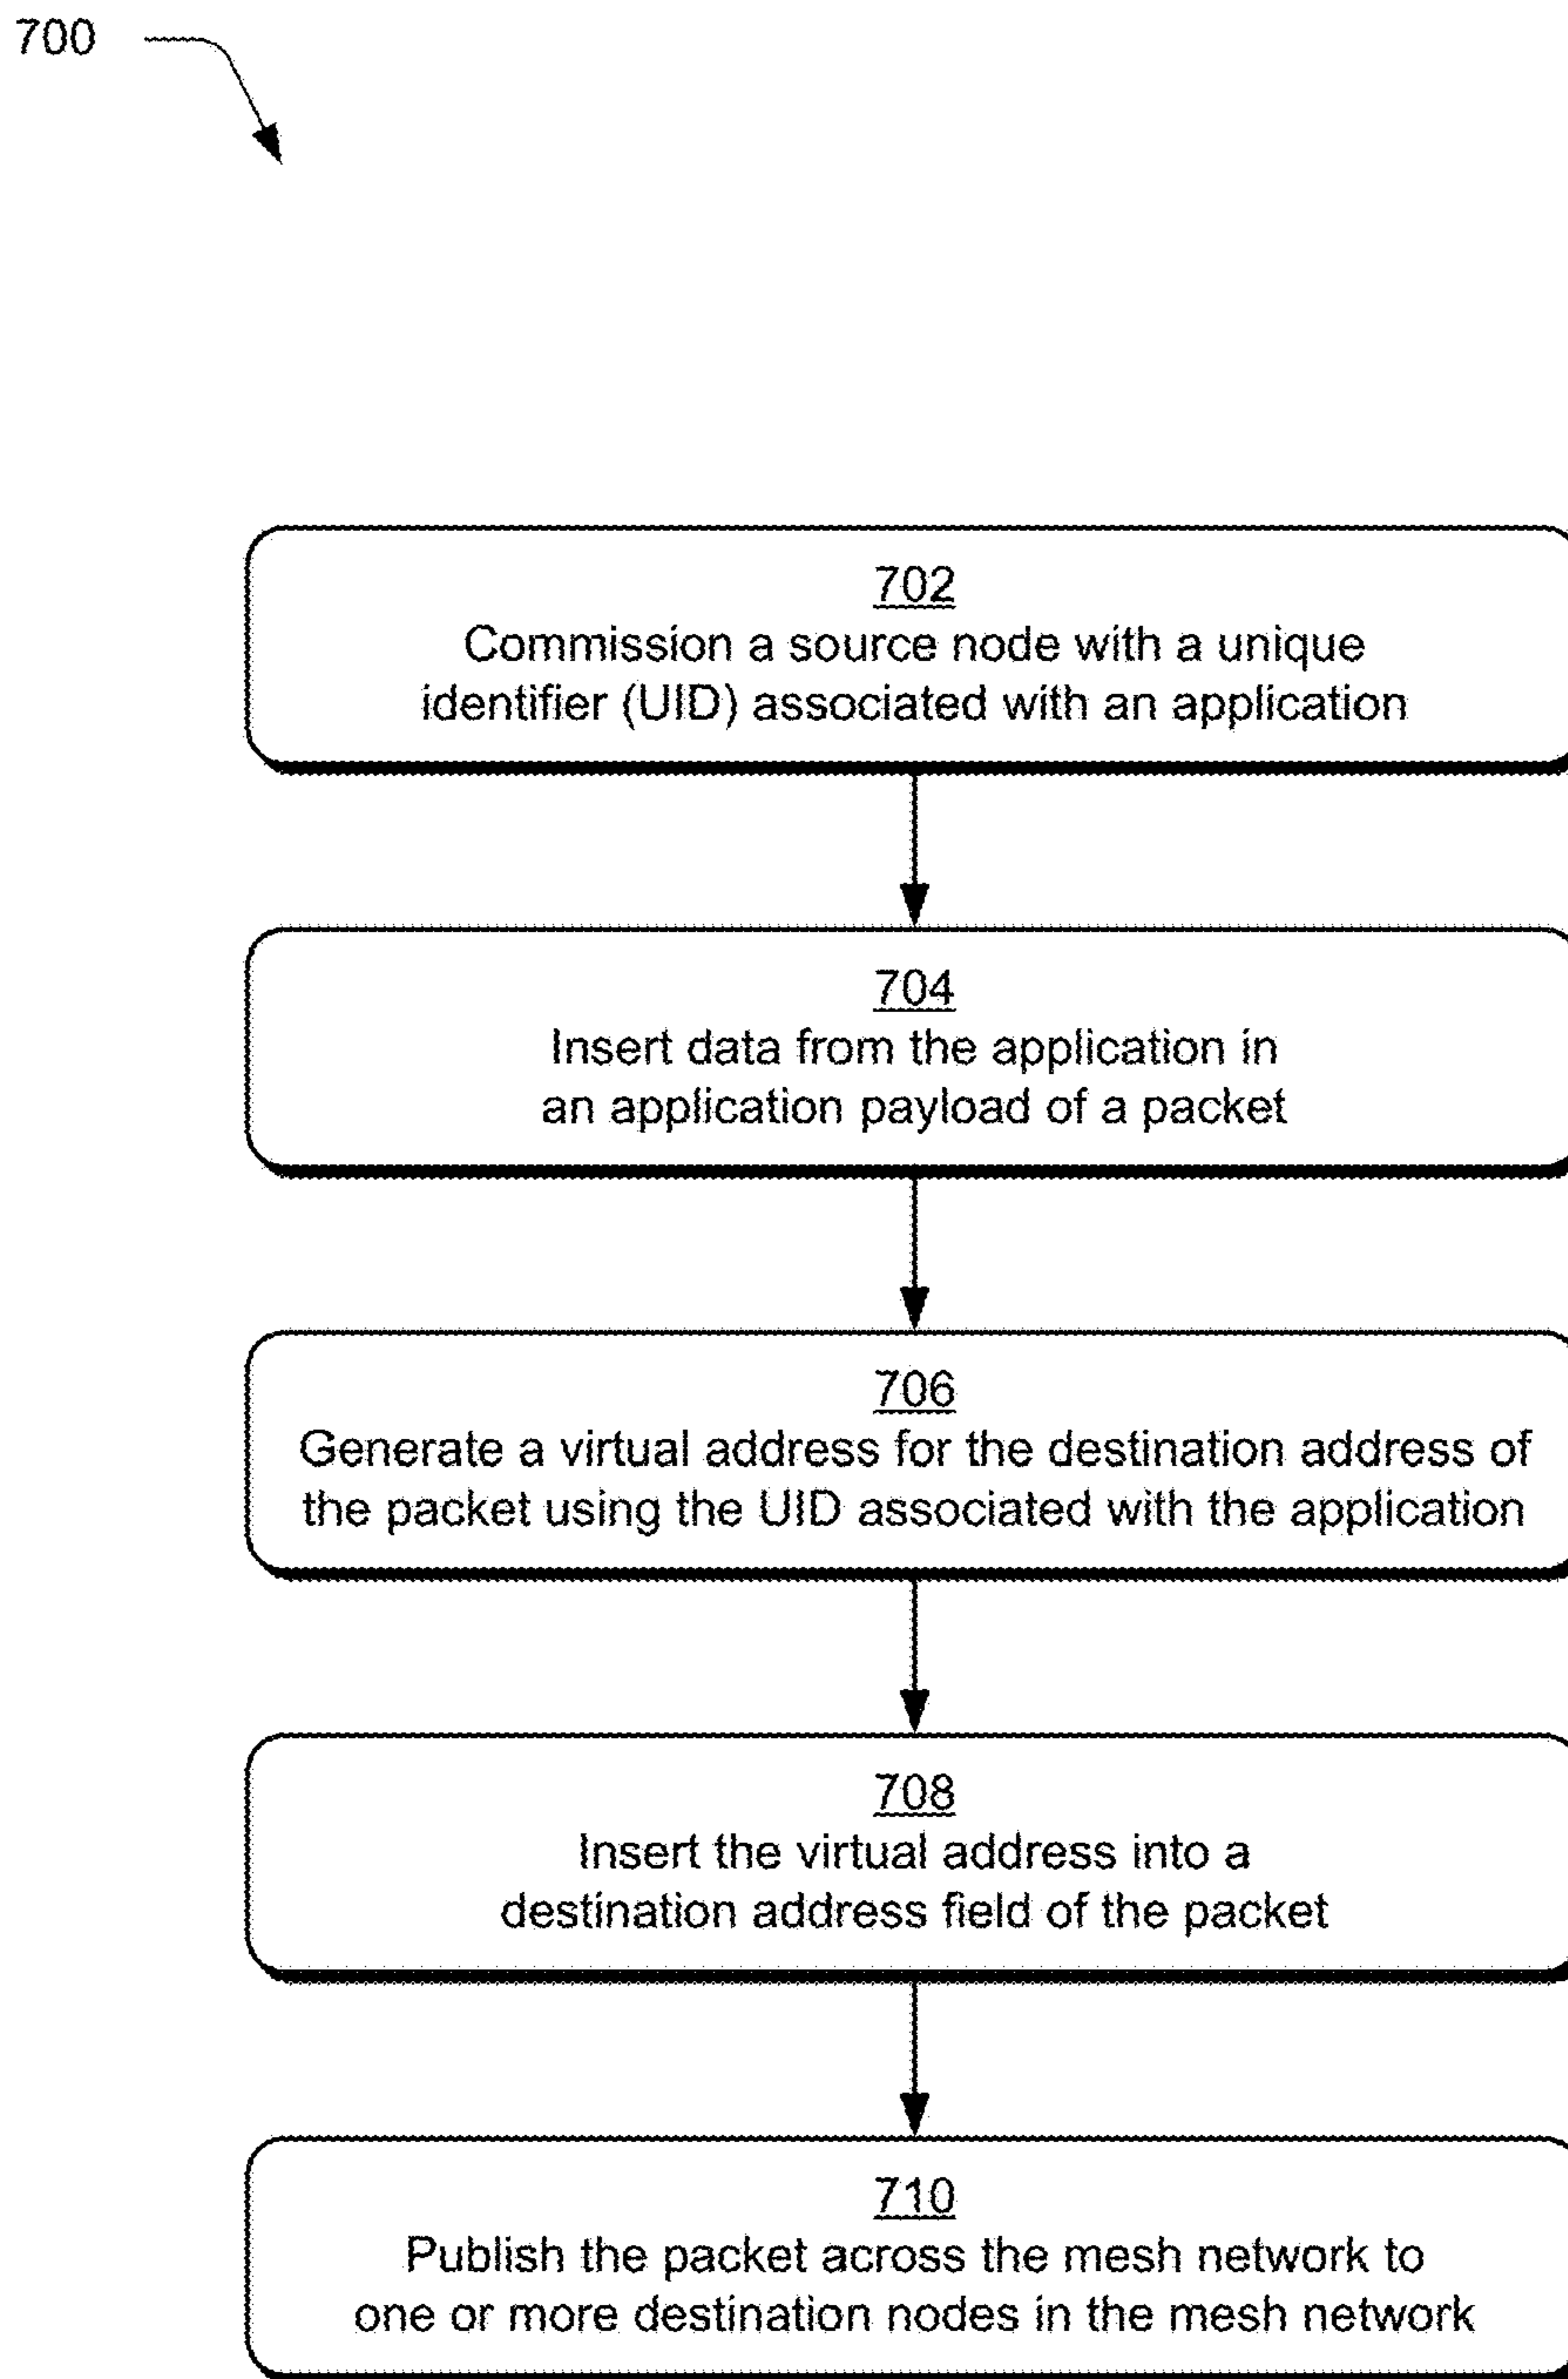 700
702
Commission a source node with a unique
identifier (UID) associated with an application
704
Insert data from the application in
an application payload of a packet
706
Generate a virtual address for the destination address of
the packet using the UID associated with the application
708
Insert the virtual address into a
destination address field of the packet
710
Publish the packet across the mesh network to
one or more destination nodes in the mesh network